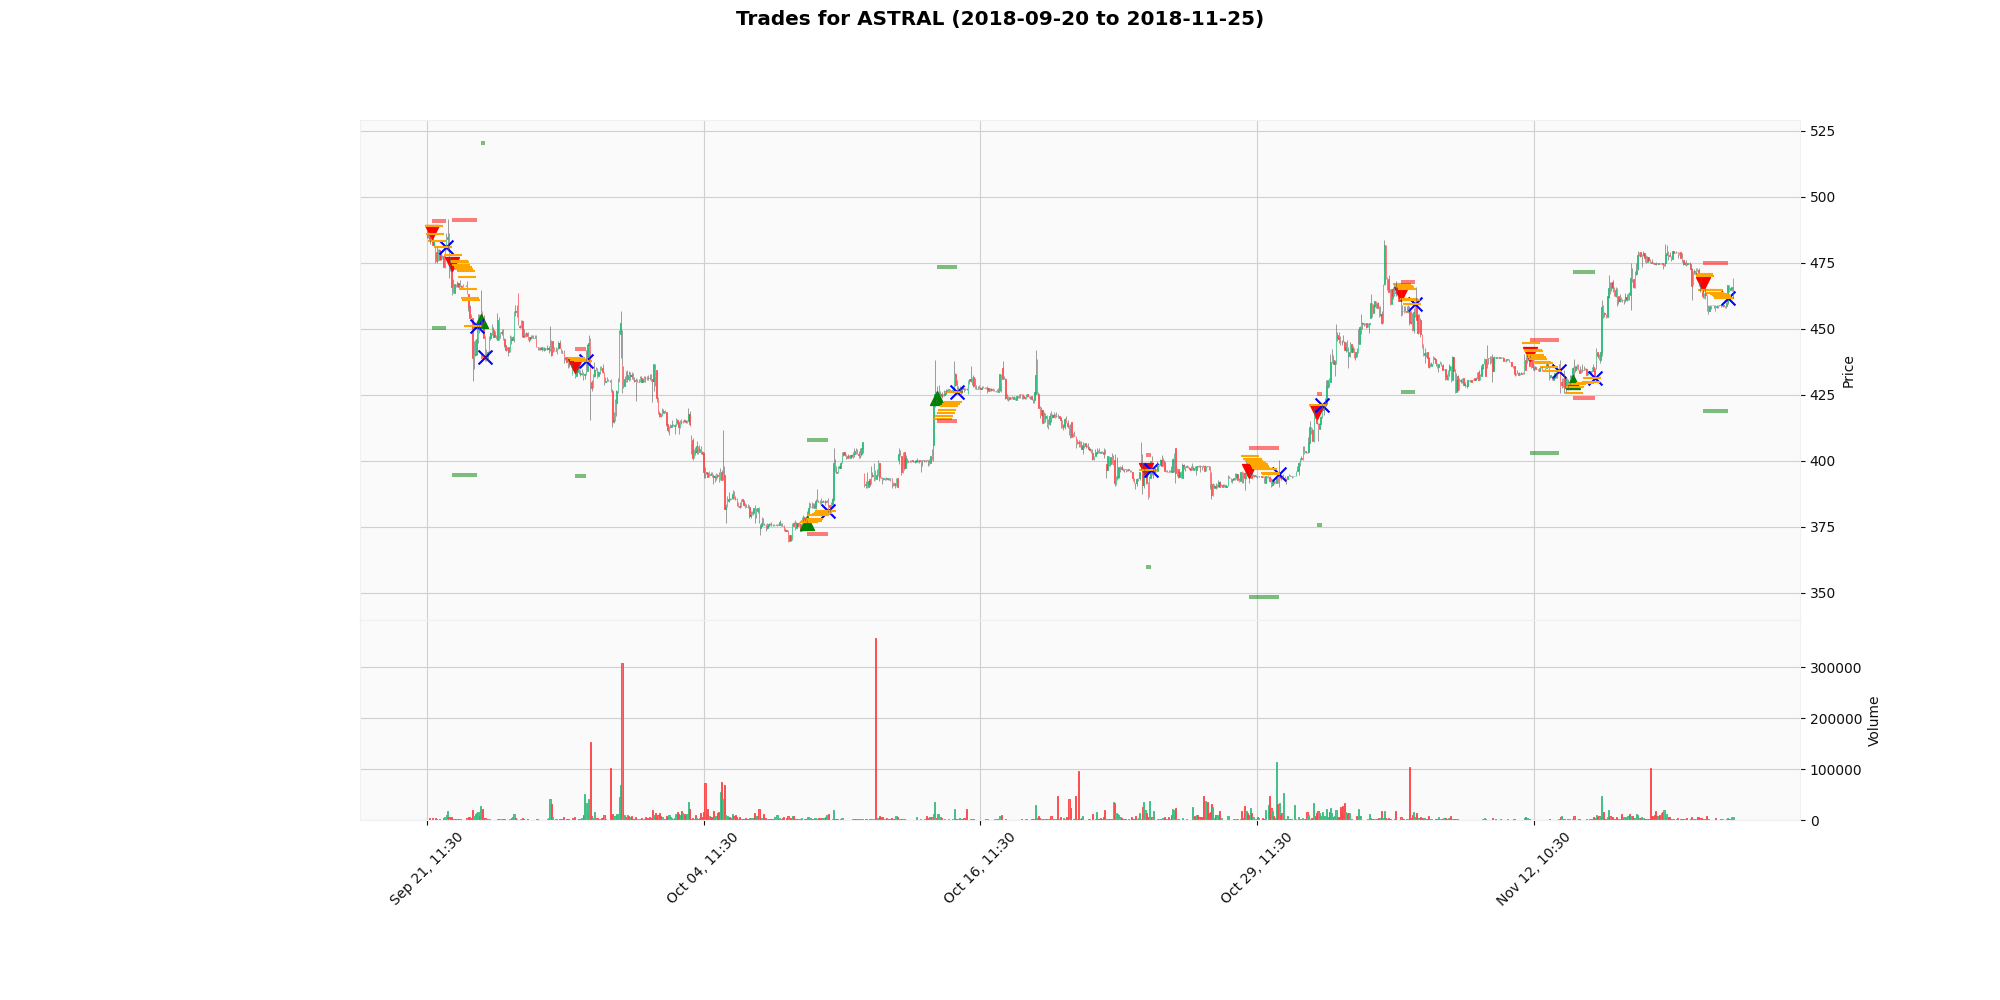 Trades for ASTRAL (2018-09-20 to 2018-11-25)
525
500
475
450
425
400
375
350
Price
300000
200000
100000
0
Volume
Sep 21, 11:30
Oct 04, 11:30
Oct 16, 11:30
Oct 29, 11:30
Nov 12, 10:30